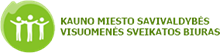 KAUNO MIESTO SAVIVALDYBĖS
VISUOMENĖS SVEIKATOS BIURAS